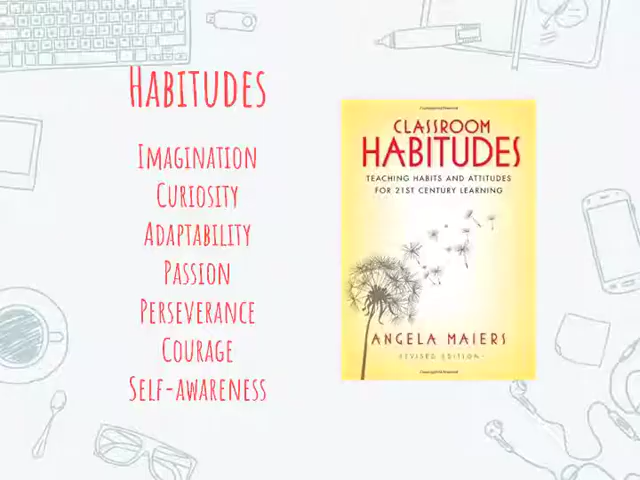 Habitudes
Imagination
Curiosity
Adaptability
Passion
Perseverance
Courage
Self-awareness
CLASSROOM
HABITUDES
TEACHING HABITS AND ATTITUDES
FOR 21ST CENTURY LEARNING
ANGELA MAIERS
REVISED EDITION